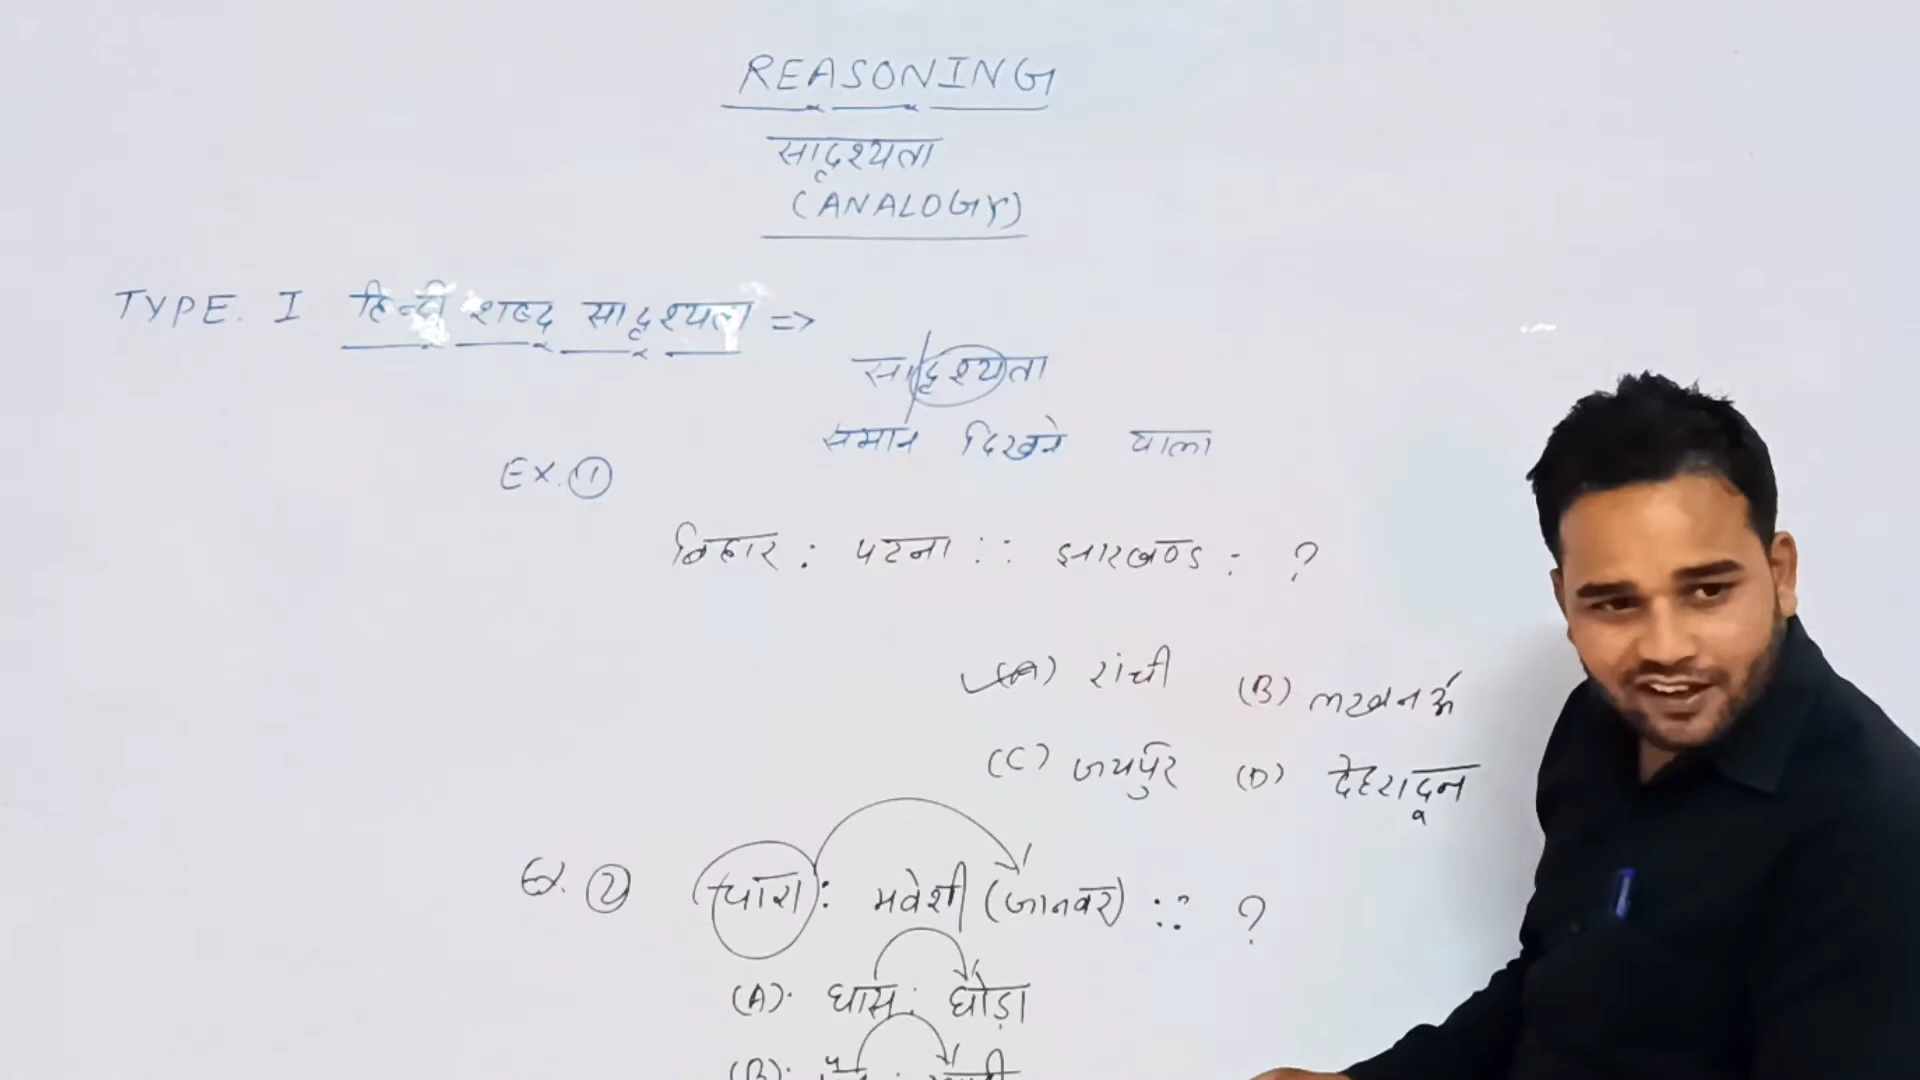 REASONING
सादृश्यता
(ANALOGY)
TYPE. I हिन्दी शब्द सादृश्यता =>
सादृश्यता
समान दिखने वाला
Ex. ①
बिहार : पटना :: झारखण्ड : ?
(A) रांची (B) लखनऊ
(C) जयपुर (D) देहरादून
Ex. ② चारा : मवेशी (जानवर) :: ?
(A). घास : घोड़ा
(B). :